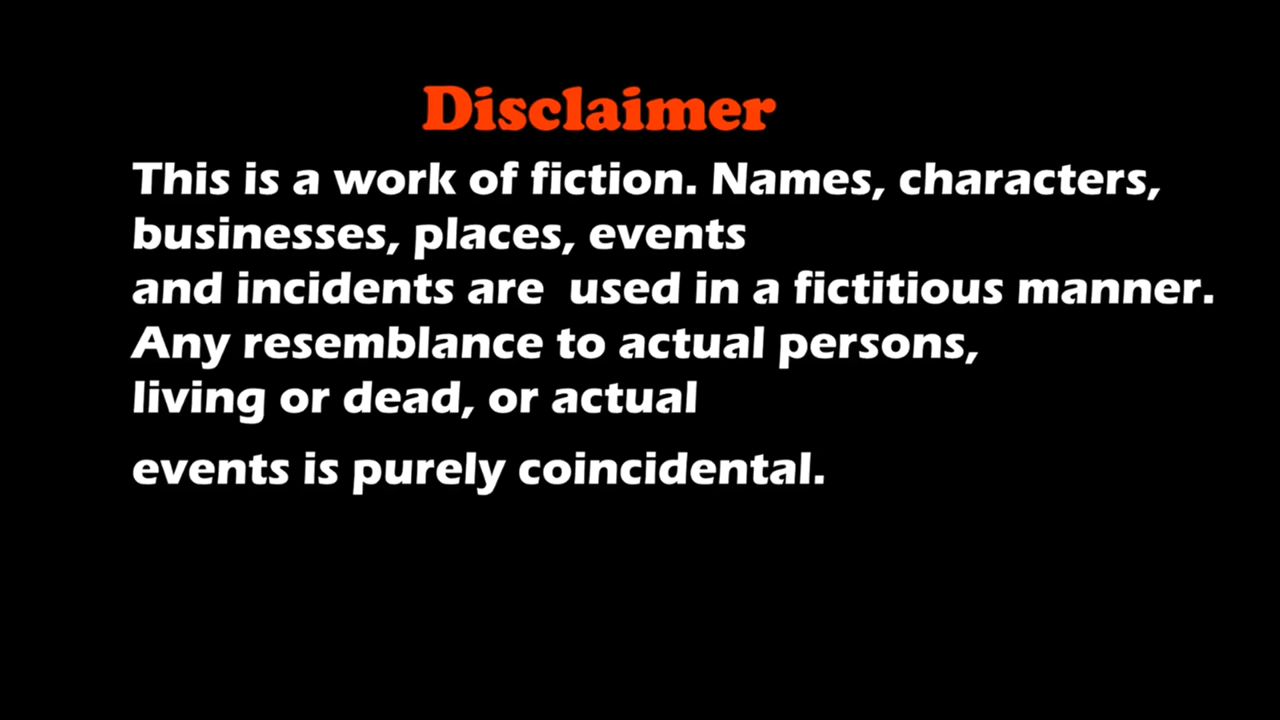 Disclaimer
This is a work of fiction. Names, characters,
businesses, places, events
and incidents are  used in a fictitious manner.
Any resemblance to actual persons,
living or dead, or actual
events is purely coincidental.